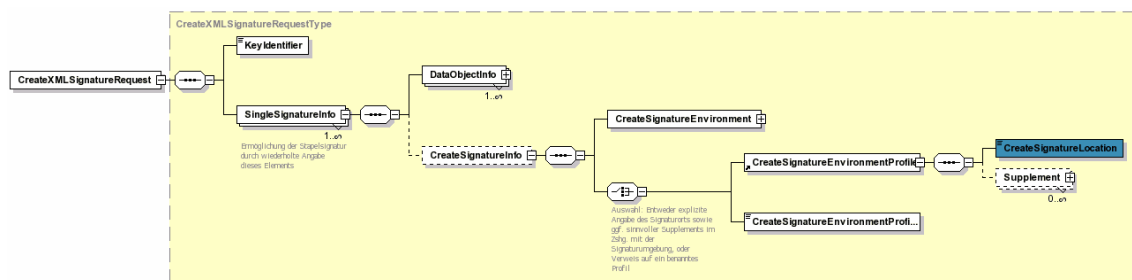 CreateXMLSignatureRequestType
KeyIdentifier
CreateXMLSignatureRequest
DataObjectInfo
1..∞
SingleSignatureInfo
1..∞
Ermöglichung der Stapelsignatur
durch wiederholte Angabe
dieses Elements
CreateSignatureEnvironment
CreateSignatureInfo
CreateSignatureLocation
CreateSignatureEnvironmentProfile
Supplement
0..∞
Auswahl: Entweder explizite
Angabe des Signaturorts sowie
ggf. sinnvoller Supplements im
Zshg. mit der
Signaturumgebung, oder
Verweis auf ein benanntes
Profil
CreateSignatureEnvironmentProfi...